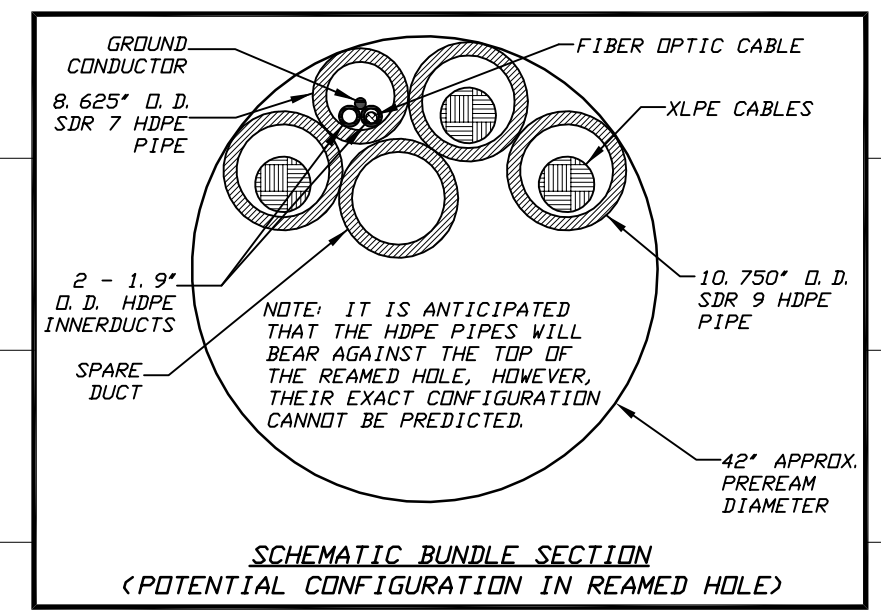 GROUND
CONDUCTOR
FIBER OPTIC CABLE
8.625" O.D.
SDR 7 HDPE
PIPE
XLPE CABLES
2 - 1.9"
O.D. HDPE
INNERDUCTS
10.750" O.D.
SDR 9 HDPE
PIPE
NOTE: IT IS ANTICIPATED
THAT THE HDPE PIPES WILL
BEAR AGAINST THE TOP OF
THE REAMED HOLE, HOWEVER,
THEIR EXACT CONFIGURATION
CANNOT BE PREDICTED.
SPARE
DUCT
42" APPROX.
PREREAM
DIAMETER
SCHEMATIC BUNDLE SECTION
(POTENTIAL CONFIGURATION IN REAMED HOLE)